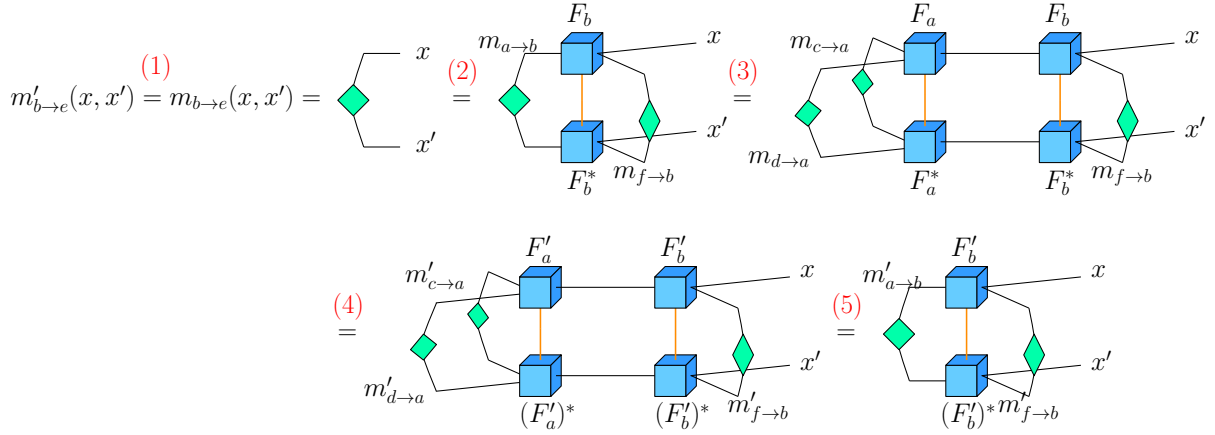 F_b F_a F_b
(1) x (2) m_{a→b} x (3) m_{c→a} x
m'_{b→e}(x, x') = m_{b→e}(x, x') = = =
x' x' x'
m_{d→a} m_{f→b} m_{f→b}
F_b^* F_a^* F_b^*
F'_a F'_b F'_b
(4) m'_{c→a} x (5) m'_{a→b} x
= =
m'_{d→a} x' x'
(F'_a)^* (F'_b)^* m'_{f→b} (F'_b)^* m'_{f→b}